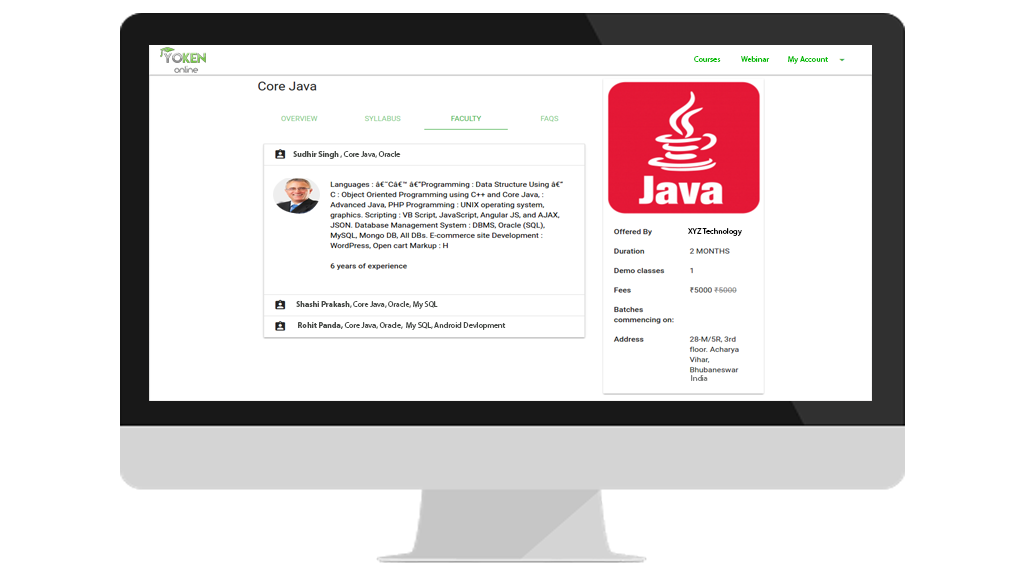 YOKEN
online
Courses Webinar My Account
Core Java
OVERVIEW SYLLABUS FACULTY FAQS
Sudhir Singh , Core Java, Oracle
Languages : â€¨Câ€™ â€“Programming : Data Structure Using â€“
C : Object Oriented Programming using C++ and Core Java, :
Advanced Java, PHP Programming : UNIX operating system,
graphics. Scripting : VB Script, JavaScript, Angular JS, and AJAX,
JSON. Database Management System : DBMS, Oracle (SQL),
MySQL, Mongo DB, All DBs. E-commerce site Development :
WordPress, Open cart Markup : H
6 years of experience
Shashi Prakash, Core Java, Oracle, My SQL
Rohit Panda, Core Java, Oracle, My SQL, Android Devlopment
Java
Offered By XYZ Technology
Duration 2 MONTHS
Demo classes 1
Fees ₹5000 ₹5000
Batches
commencing on:
Address 28-M/5R, 3rd
floor. Acharya
Vihar,
Bhubaneswar
India